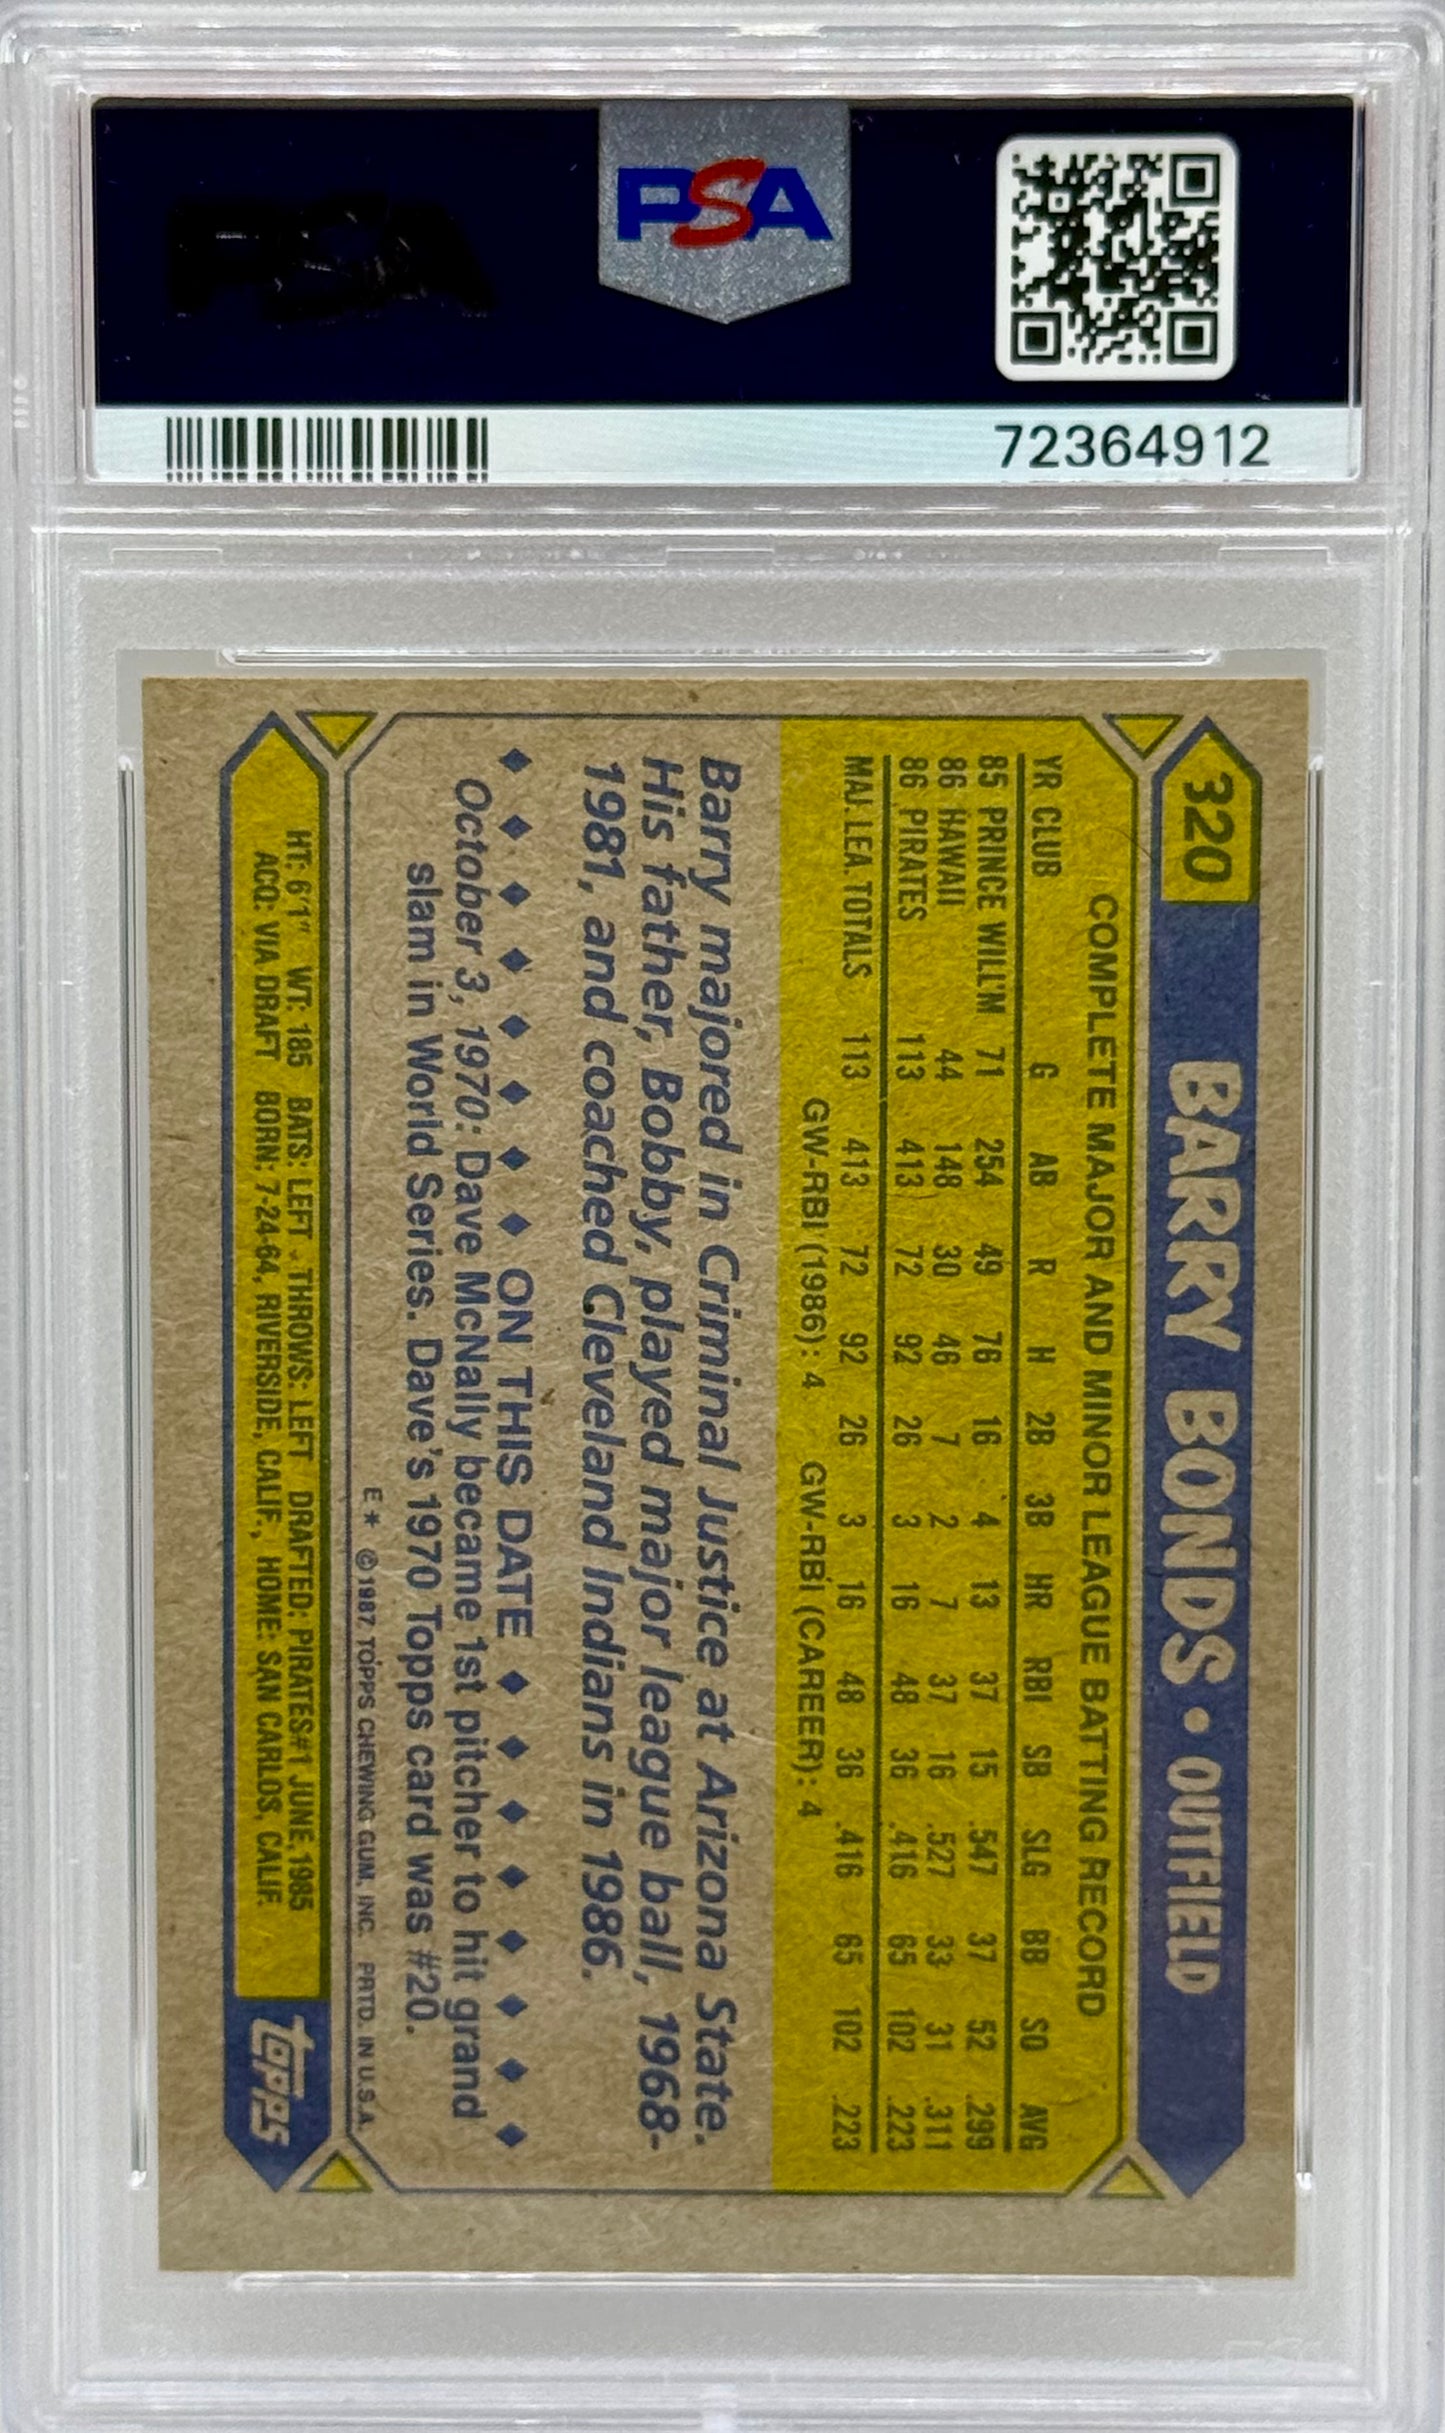 PSA
72364912
320 BARRY BONDS • OUTFIELD
COMPLETE MAJOR AND MINOR LEAGUE BATTING RECORD
YR CLUB G AB R H 2B 3B HR RBI SB SLG BB SO AVG
85 PRINCE WILL'M 71 254 49 76 16 4 13 37 15 .547 37 52 .299
86 HAWAII 44 148 30 46 7 2 7 37 16 .527 33 31 .311
86 PIRATES 113 413 72 92 26 3 16 48 36 .416 65 102 .223
MAJ. LEA. TOTALS 113 413 72 92 26 3 16 48 36 .416 65 102 .223
GW-RBI (1986): 4 GW-RBI (CAREER): 4
Barry majored in Criminal Justice at Arizona State.
His father, Bobby, played major league ball, 1968-
1981, and coached Cleveland Indians in 1986.
◆ ◆ ◆ ◆ ◆ ◆ ◆ ◆ ON THIS DATE ◆ ◆ ◆ ◆ ◆ ◆ ◆ ◆
October 3, 1970: Dave McNally became 1st pitcher to hit grand
slam in World Series. Dave's 1970 Topps card was #20.
E* ©1987 TOPPS CHEWING GUM, INC. PRTD. IN U.S.A.
HT: 6'1" WT: 185 BATS: LEFT THROWS: LEFT DRAFTED: PIRATES#1 JUNE, 1985
ACQ: VIA DRAFT BORN: 7-24-64, RIVERSIDE, CALIF., HOME: SAN CARLOS, CALIF.
TOPPS